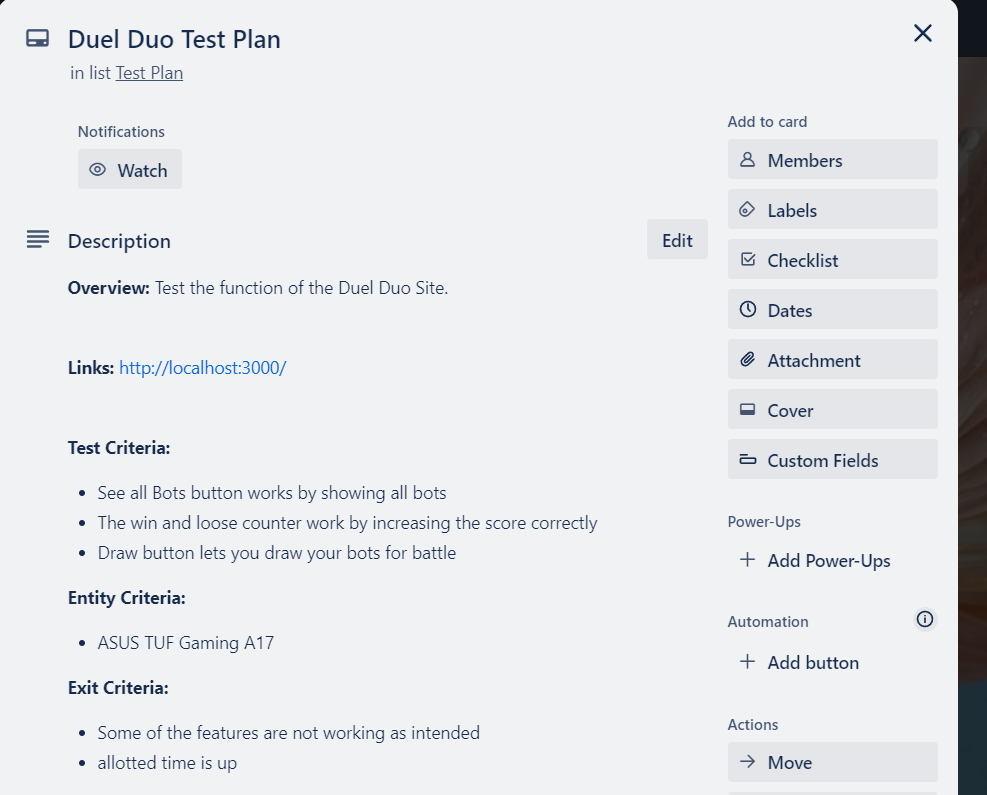 Duel Duo Test Plan
in list Test Plan
Notifications
Watch
Description
Edit
Overview: Test the function of the Duel Duo Site.
Links: http://localhost:3000/
Test Criteria:
See all Bots button works by showing all bots
The win and loose counter work by increasing the score correctly
Draw button lets you draw your bots for battle
Entity Criteria:
ASUS TUF Gaming A17
Exit Criteria:
Some of the features are not working as intended
allotted time is up
Add to card
Members
Labels
Checklist
Dates
Attachment
Cover
Custom Fields
Power-Ups
Add Power-Ups
Automation
Add button
Actions
Move